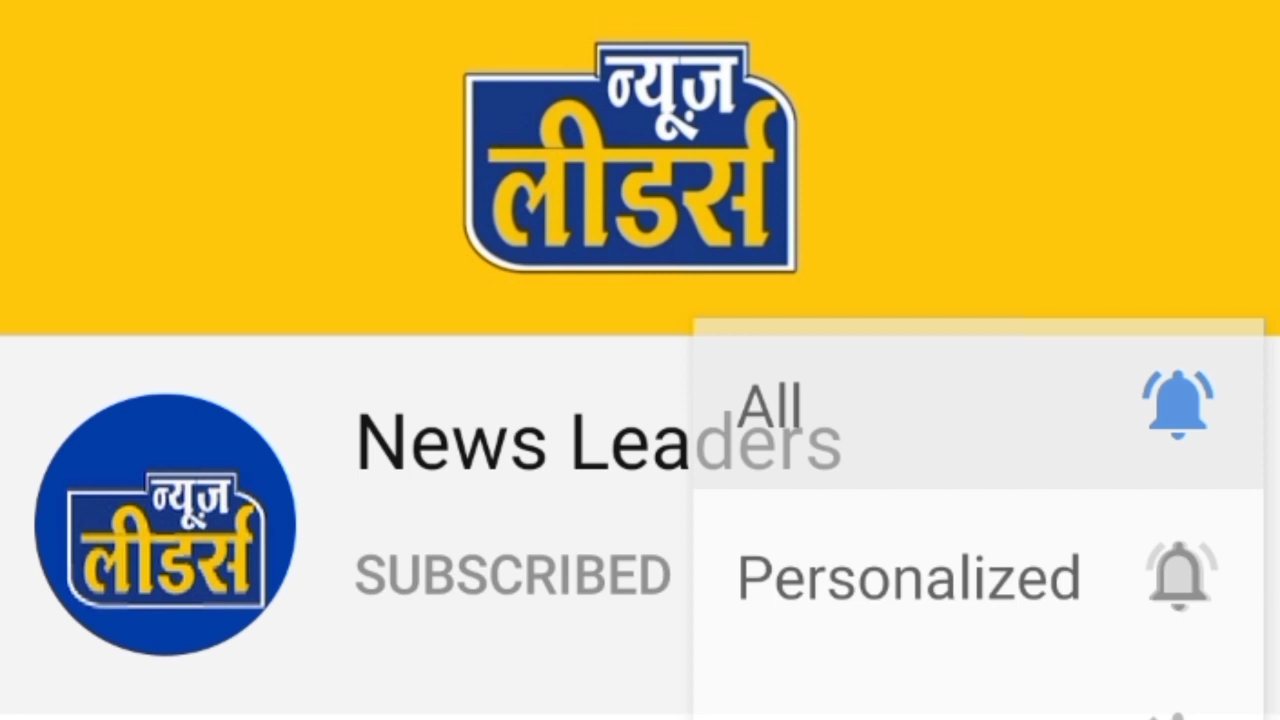 न्यूज़
लीडर्स
All
News Leaders
न्यूज़
लीडर्स
SUBSCRIBED
Personalized